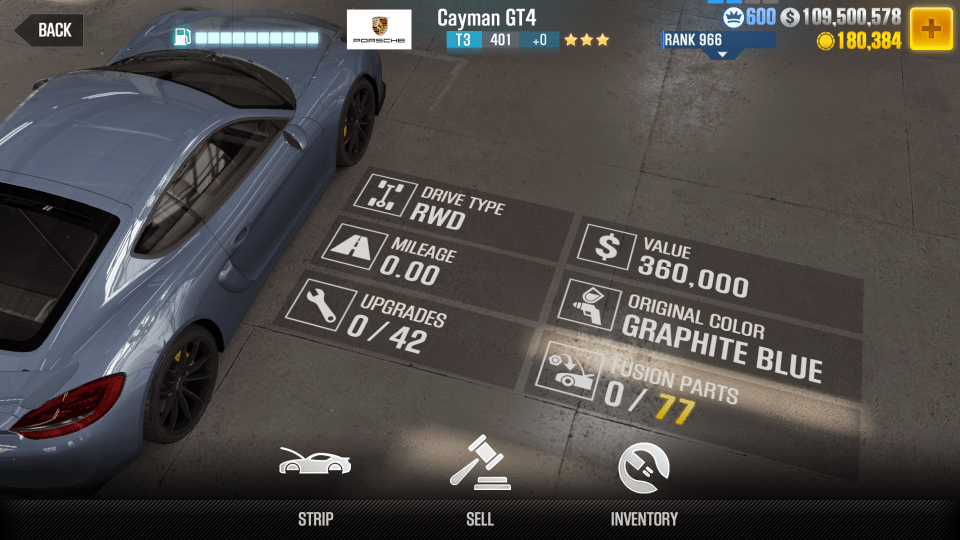 BACK
PORSCHE
Cayman GT4
T3 401 +0
600 109,500,578
RANK 966
180,384
DRIVE TYPE
RWD
MILEAGE
0.00
UPGRADES
0 / 42
VALUE
360,000
ORIGINAL COLOR
GRAPHITE BLUE
FUSION PARTS
0 / 77
STRIP
SELL
INVENTORY